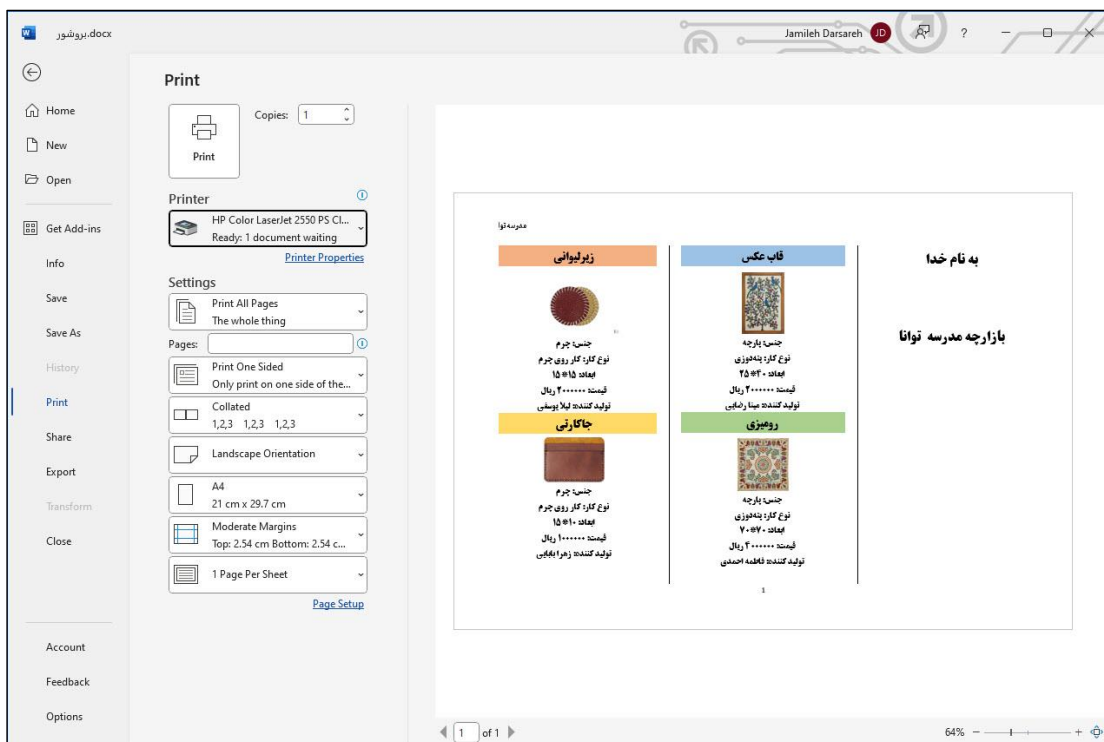 بروشور.docx
Jamileh Darsareh JD ?
Home
New
Open
Get Add-ins
Info
Save
Save As
History
Print
Share
Export
Transform
Close
Account
Feedback
Options
Print
Print
Copies: 1
Printer
HP Color LaserJet 2550 PS Cl...
Ready: 1 document waiting
Printer Properties
Settings
Print All Pages
The whole thing
Pages:
Print One Sided
Only print on one side of the...
Collated
1,2,3 1,2,3 1,2,3
Landscape Orientation
A4
21 cm x 29.7 cm
Moderate Margins
Top: 2.54 cm Bottom: 2.54 c...
1 Page Per Sheet
Page Setup
مدرسه توا
به نام خدا
بازارچه مدرسه توانا
قاب عکس
جنس: پارچه
نوع کار: پته‌دوزی
ابعاد: ۴۰*۲۵
قیمت: ۲۰۰۰۰۰۰ ریال
تولید کننده: مینا رضایی
رومیزی
جنس: پارچه
نوع کار: پته‌دوزی
ابعاد: ۷۰*۷۰
قیمت: ۴۰۰۰۰۰۰ ریال
تولید کننده: فاطمه احمدی
زیرلیوانی
جنس: چرم
نوع کار: کار روی چرم
ابعاد: ۱۵*۱۵
قیمت: ۲۰۰۰۰۰۰ ریال
تولید کننده: لیلا یوسفی
جاکارتی
جنس: چرم
نوع کار: کار روی چرم
ابعاد: ۱۰*۱۵
قیمت: ۱۰۰۰۰۰۰ ریال
تولید کننده: زهرا بابایی
1
1 of 1
64%